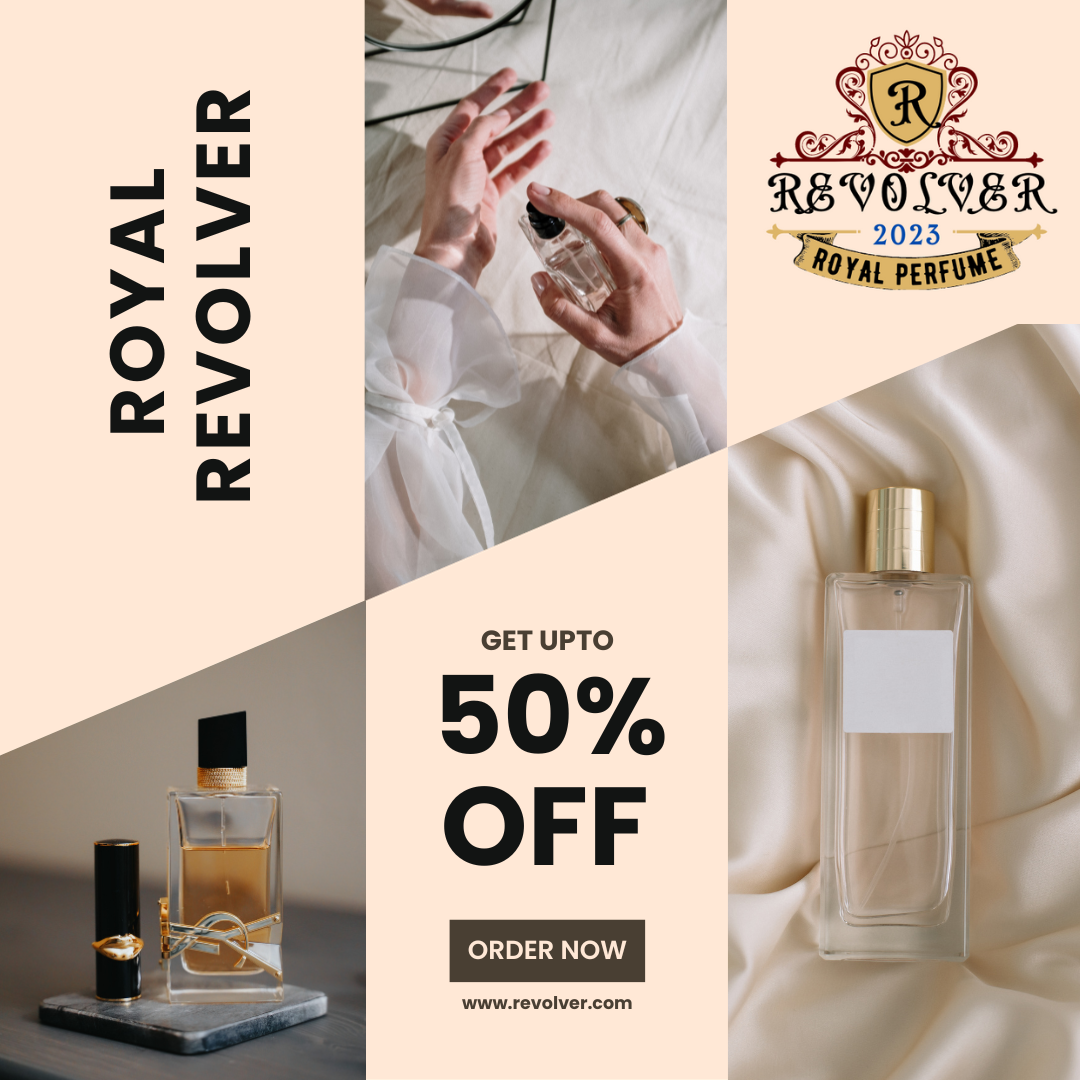 ROYAL
REVOLVER
R
REVOLVER
2023
ROYAL PERFUME
GET UPTO
50%
OFF
ORDER NOW
www.revolver.com